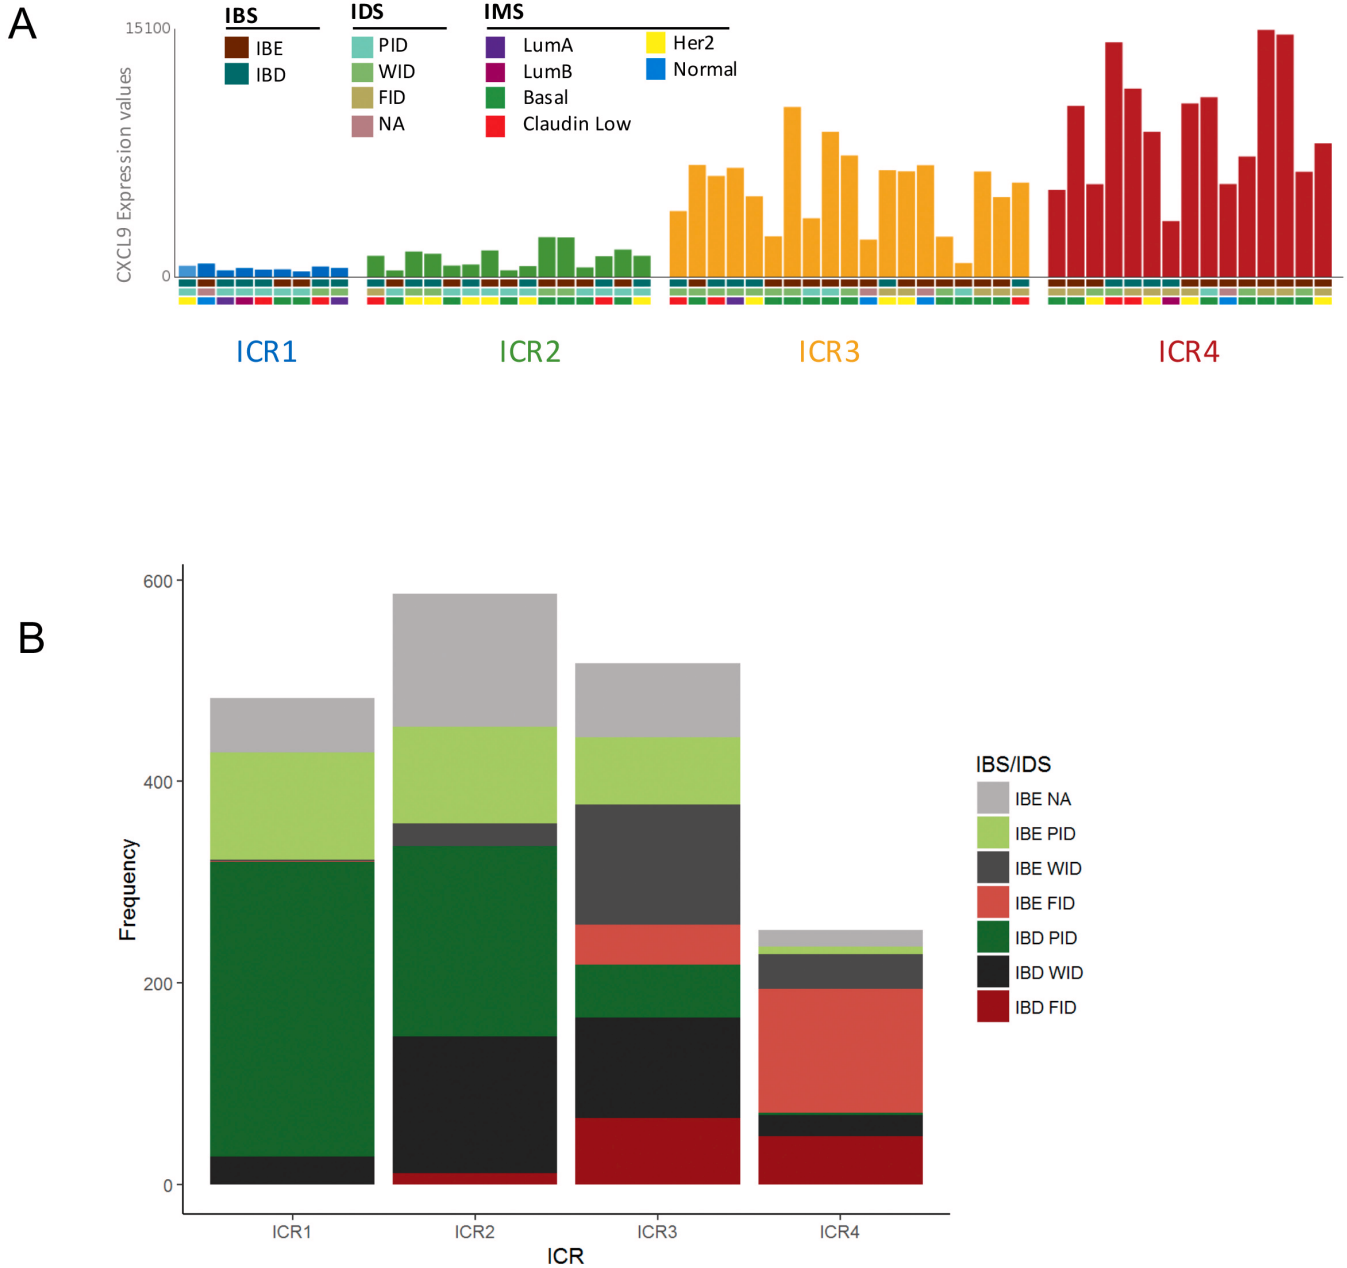 A
15100
CXCL9 Expression values
0
IBS
IBE
IBD
IDS
PID
WID
FID
NA
IMS
LumA
LumB
Basal
Claudin Low
Her2
Normal
ICR1 ICR2 ICR3 ICR4
B
600
400
200
0
Frequency
ICR1 ICR2 ICR3 ICR4
ICR
IBS/IDS
IBE NA
IBE PID
IBE WID
IBE FID
IBD PID
IBD WID
IBD FID